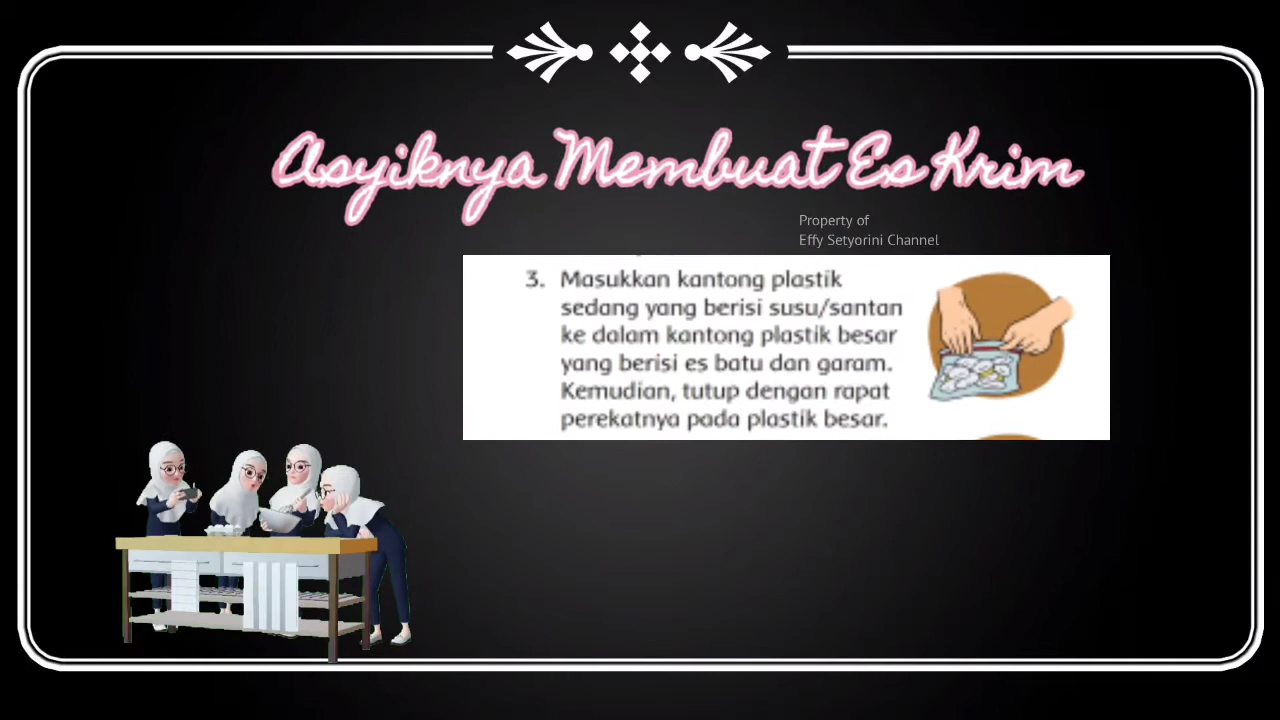 Asyiknya Membuat Es Krim
Property of
Effy Setyorini Channel
3. Masukkan kantong plastik
sedang yang berisi susu/santan
ke dalam kantong plastik besar
yang berisi es batu dan garam.
Kemudian, tutup dengan rapat
perekatnya pada plastik besar.